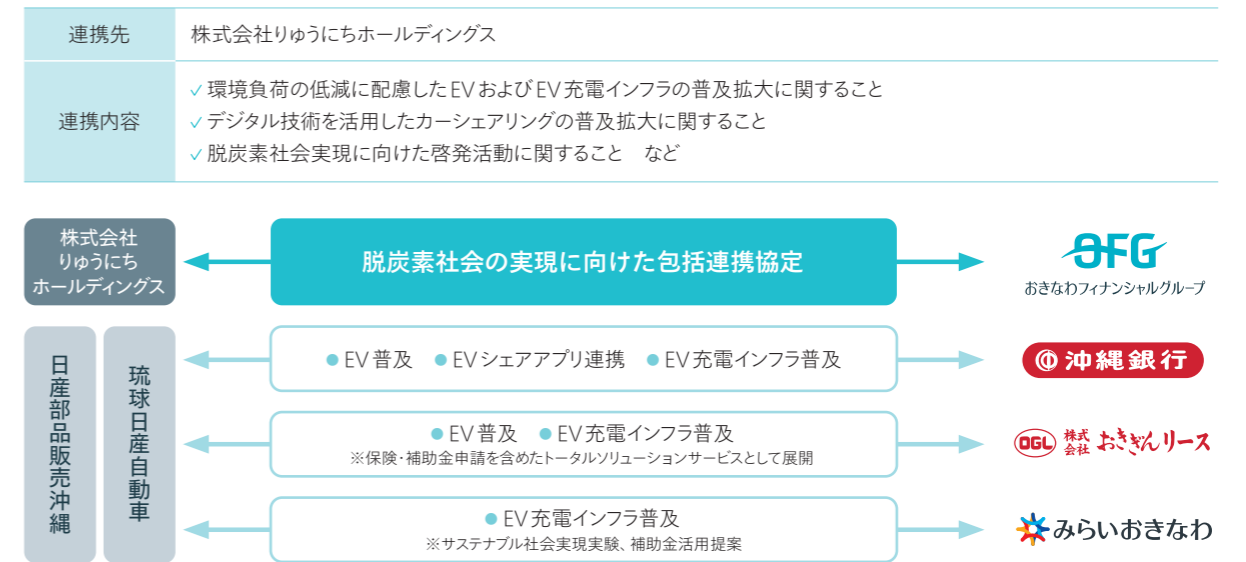 連携先
株式会社りゅうにちホールディングス
連携内容
✓環境負荷の低減に配慮したEVおよびEV充電インフラの普及拡大に関すること
✓デジタル技術を活用したカーシェアリングの普及拡大に関すること
✓脱炭素社会実現に向けた啓発活動に関すること　など
株式会社
りゅうにち
ホールディングス
脱炭素社会の実現に向けた包括連携協定
OFG
おきなわフィナンシャルグループ
日産部品販売沖縄
琉球日産自動車
●EV普及　●EVシェアアプリ連携　●EV充電インフラ普及
沖縄銀行
●EV普及　●EV充電インフラ普及
※保険・補助金申請を含めたトータルソリューションサービスとして展開
OGL 株式会社 おきぎんリース
●EV充電インフラ普及
※サステナブル社会実現実験、補助金活用提案
みらいおきなわ